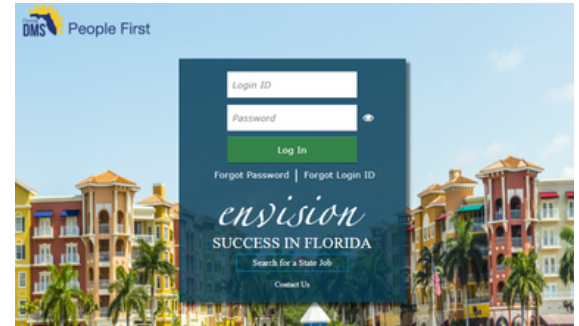 DMS People First
Login ID
Password
Log In
Forgot Password | Forgot Login ID
envision
SUCCESS IN FLORIDA
Search for a State Job
Contact Us